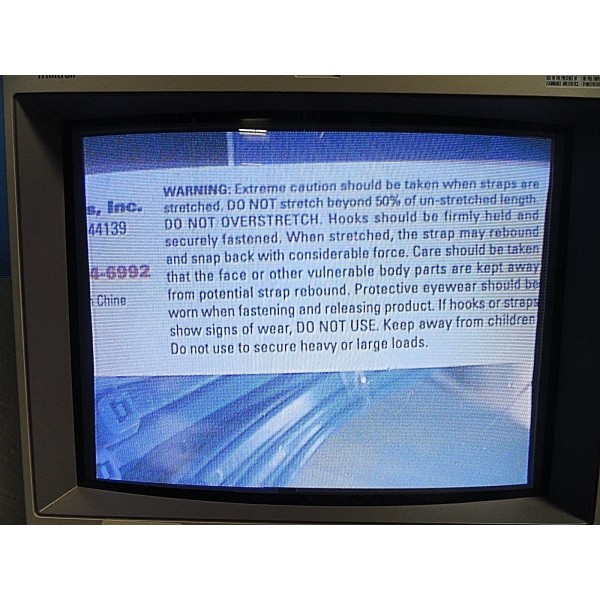 Trinitron
WARNING: Extreme caution should be taken when straps are
stretched. DO NOT stretch beyond 50% of un-stretched length.
DO NOT OVERSTRETCH. Hooks should be firmly held and
securely fastened. When stretched, the strap may rebound
and snap back with considerable force. Care should be taken
that the face or other vulnerable body parts are kept away
from potential strap rebound. Protective eyewear should be
worn when fastening and releasing product. If hooks or straps
show signs of wear, DO NOT USE. Keep away from children.
Do not use to secure heavy or large loads.
s, Inc.
44139
4-6992
Chine